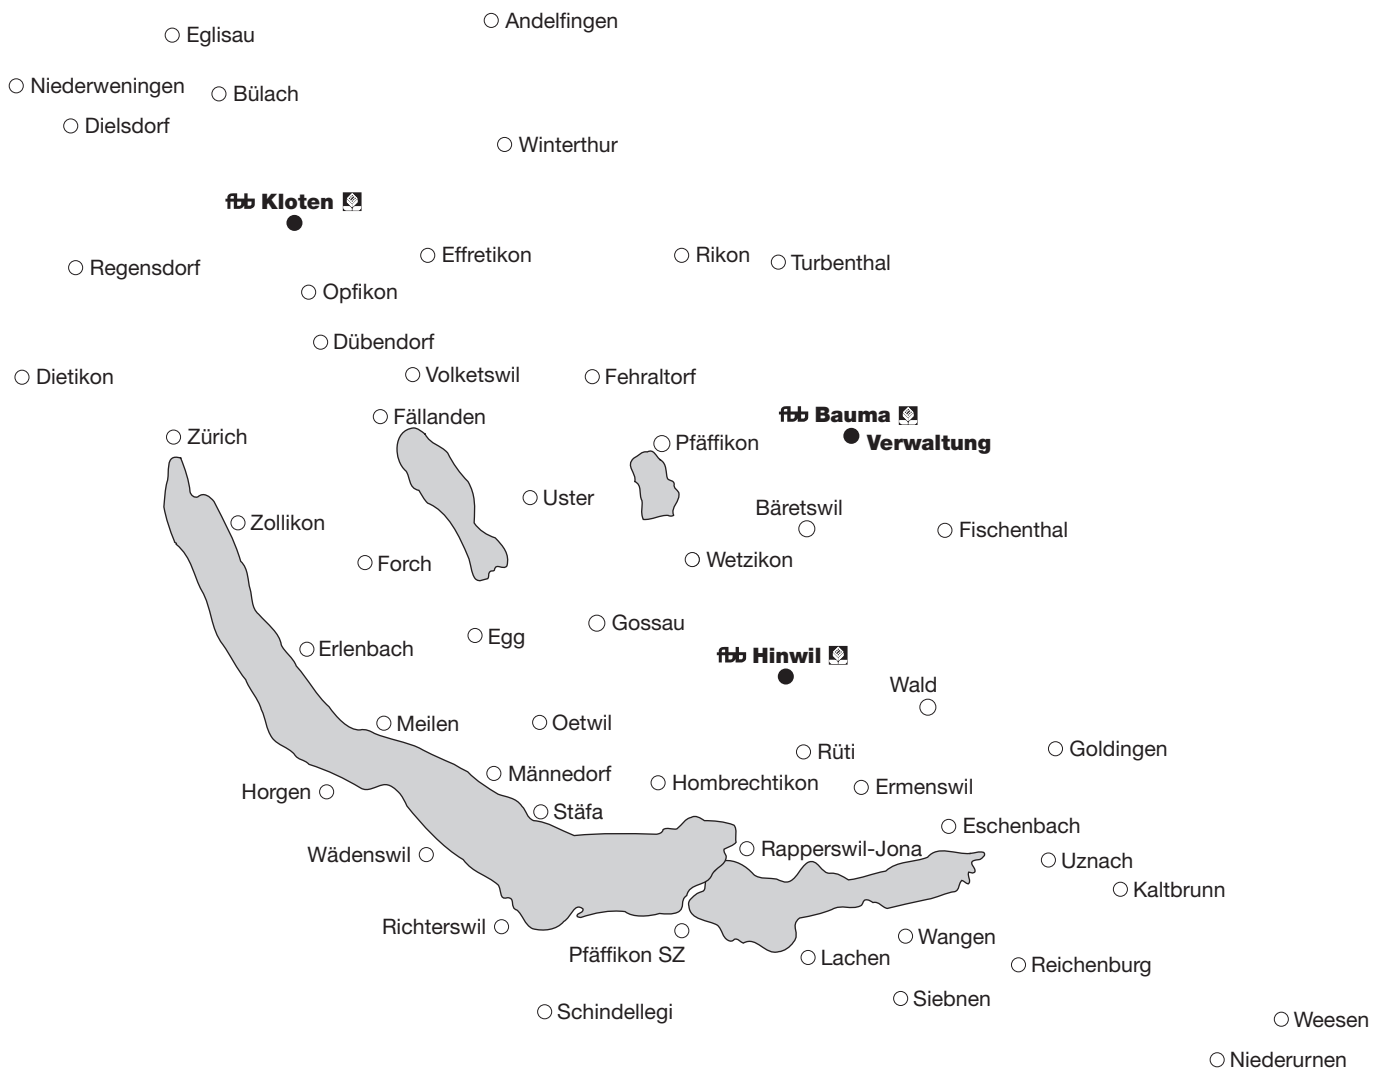 Andelfingen
Eglisau
Niederweningen
Bülach
Dielsdorf
Winterthur
fbb Kloten
Effretikon
Rikon
Turbenthal
Regensdorf
Opfikon
Dübendorf
Dietikon
Volketswil
Fehraltorf
Fällanden
fbb Bauma
Verwaltung
Zürich
Pfäffikon
Uster
Bäretswil
Zollikon
Fischenthal
Forch
Wetzikon
Gossau
Egg
Erlenbach
fbb Hinwil
Wald
Meilen
Oetwil
Rüti
Goldingen
Männedorf
Hombrechtikon
Ermenswil
Horgen
Stäfa
Eschenbach
Rapperswil-Jona
Wädenswil
Uznach
Kaltbrunn
Richterswil
Wangen
Pfäffikon SZ
Lachen
Reichenburg
Siebnen
Schindellegi
Weesen
Niederurnen